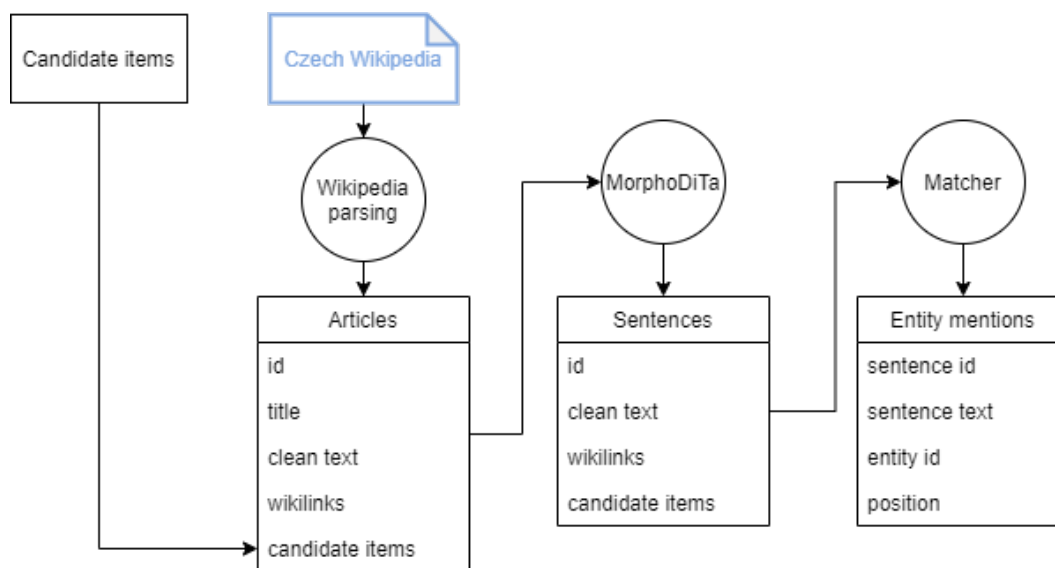 Candidate items
Czech Wikipedia
Wikipedia
parsing
MorphoDiTa
Matcher
Articles
id
title
clean text
wikilinks
candidate items
Sentences
id
clean text
wikilinks
candidate items
Entity mentions
sentence id
sentence text
entity id
position